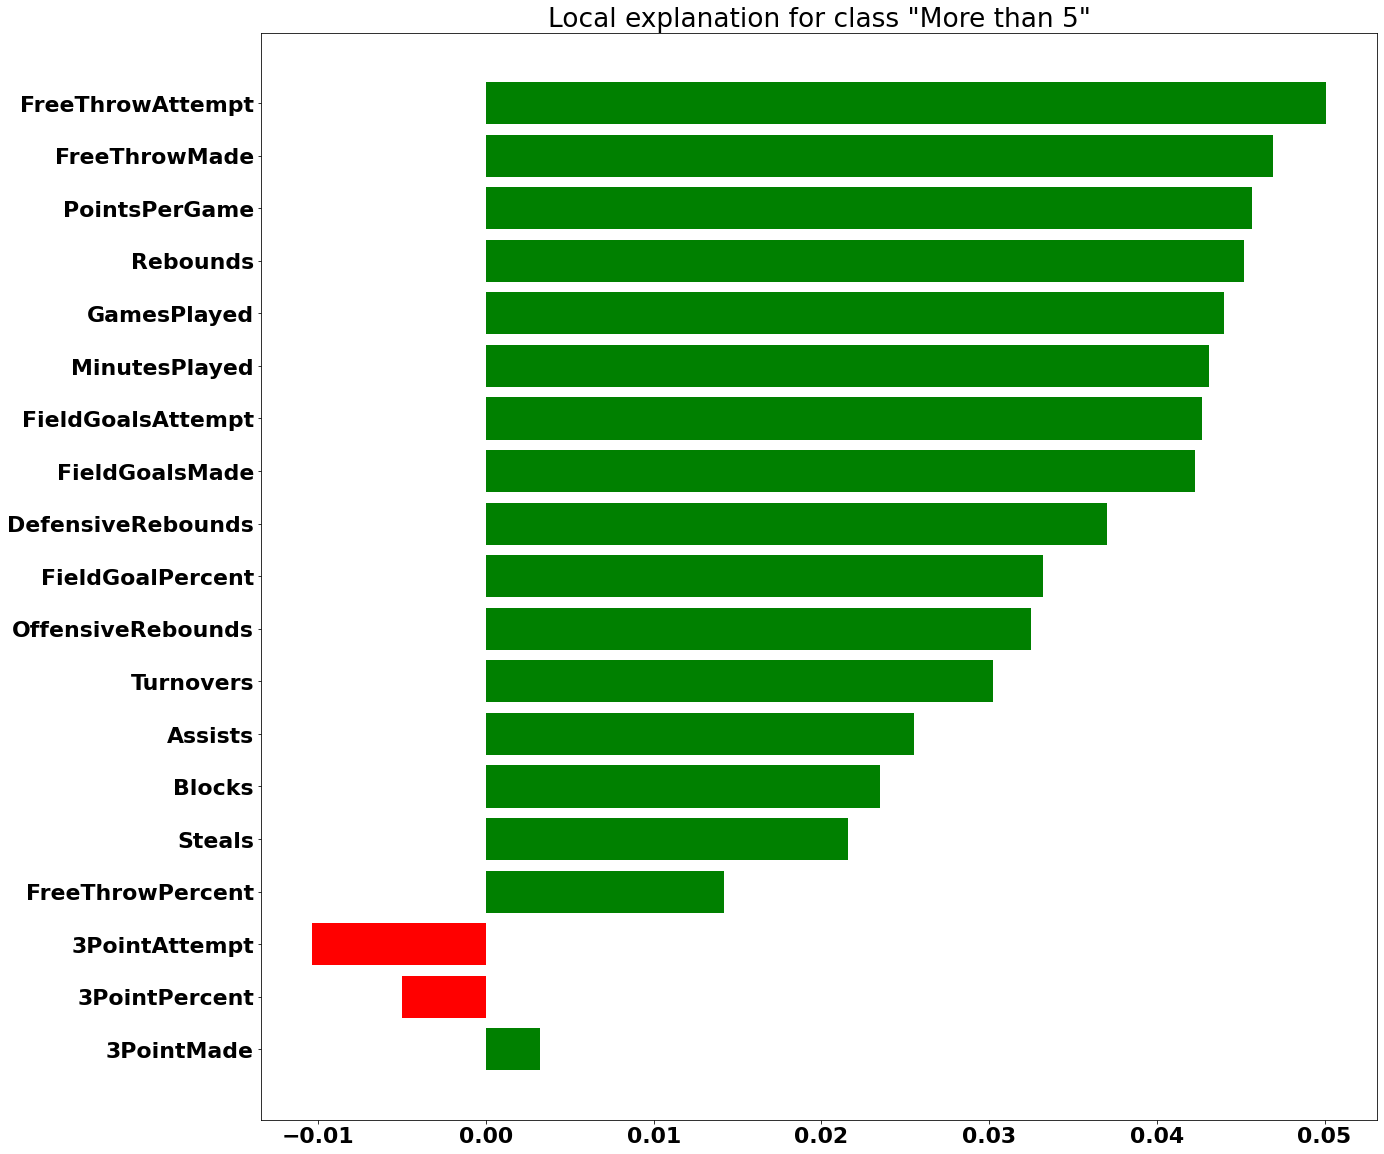 Local explanation for class "More than 5"
FreeThrowAttempt
FreeThrowMade
PointsPerGame
Rebounds
GamesPlayed
MinutesPlayed
FieldGoalsAttempt
FieldGoalsMade
DefensiveRebounds
FieldGoalPercent
OffensiveRebounds
Turnovers
Assists
Blocks
Steals
FreeThrowPercent
3PointAttempt
3PointPercent
3PointMade
−0.01 0.00 0.01 0.02 0.03 0.04 0.05